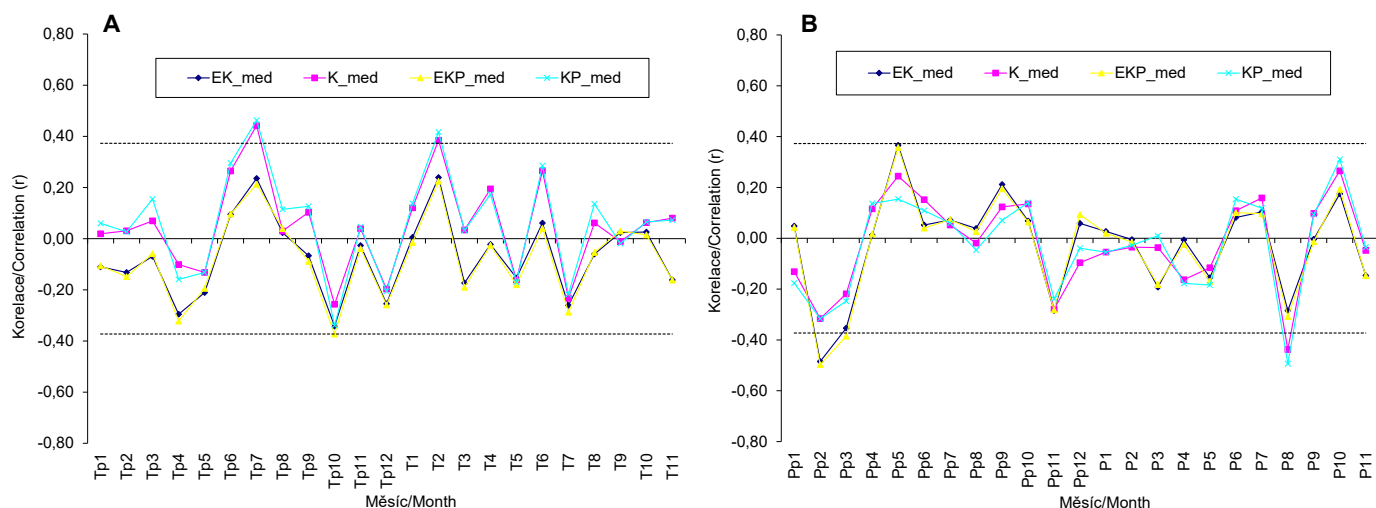 A
Korelace/Correlation (r)
0,80
0,60
0,40
0,20
0,00
-0,20
-0,40
-0,60
-0,80
EK_med K_med EKP_med KP_med
Tp1 Tp2 Tp3 Tp4 Tp5 Tp6 Tp7 Tp8 Tp9 Tp10 Tp11 Tp12 T1 T2 T3 T4 T5 T6 T7 T8 T9 T10 T11
Měsíc/Month
B
Korelace/Correlation (r)
0,80
0,60
0,40
0,20
0,00
-0,20
-0,40
-0,60
-0,80
EK_med K_med EKP_med KP_med
Pp1 Pp2 Pp3 Pp4 Pp5 Pp6 Pp7 Pp8 Pp9 Pp10 Pp11 Pp12 P1 P2 P3 P4 P5 P6 P7 P8 P9 P10 P11
Měsíc/Month